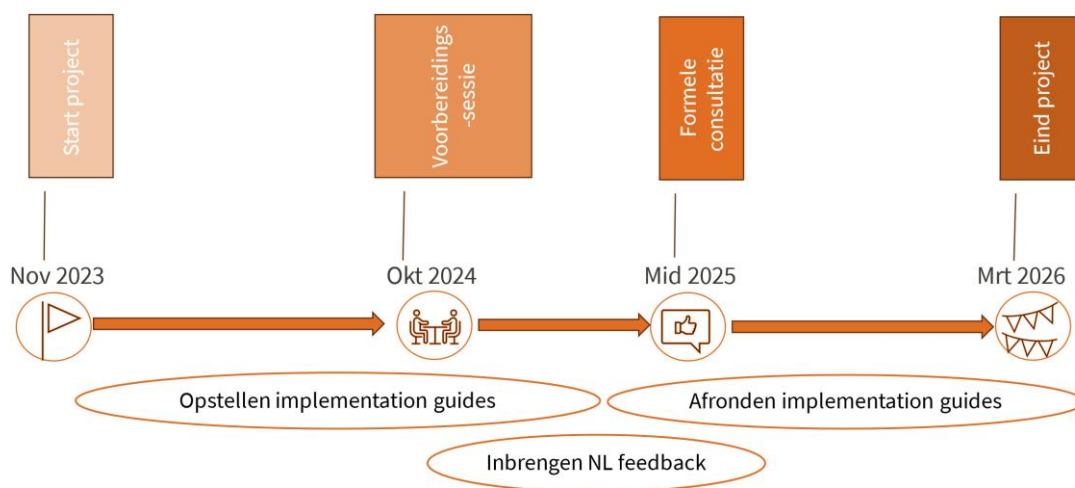 Start project
Voorbereidings
-sessie
Formele
consultatie
Eind project
Nov 2023
Okt 2024
Mid 2025
Mrt 2026
Opstellen implementation guides
Afronden implementation guides
Inbrengen NL feedback